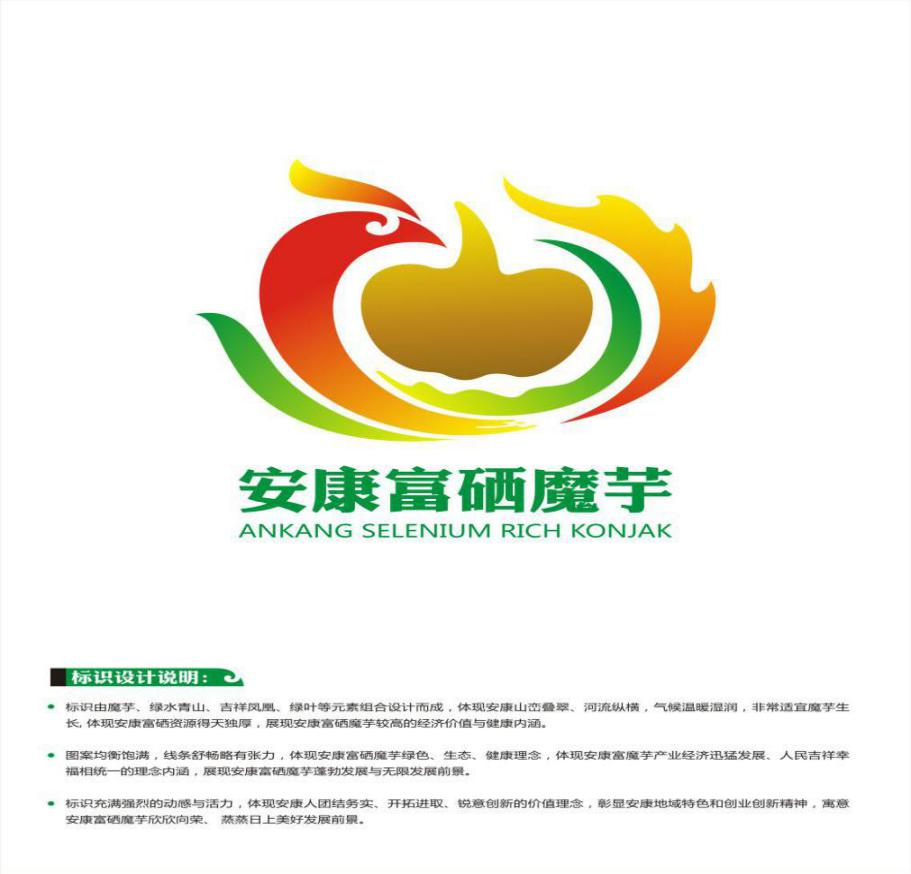 安康富硒魔芋
ANKANG SELENIUM RICH KONJAK
标识设计说明：
标识由魔芋、绿水青山、吉祥凤凰、绿叶等元素组合设计而成，体现安康山峦叠翠、河流纵横，气候温暖湿润，非常适宜魔芋生
长, 体现安康富硒资源得天独厚，展现安康富硒魔芋较高的经济价值与健康内涵。
图案均衡饱满，线条舒畅略有张力，体现安康富硒魔芋绿色、生态、健康理念，体现安康富魔芋产业经济迅猛发展、人民吉祥幸
福相统一的理念内涵，展现安康富硒魔芋蓬勃发展与无限发展前景。
标识充满强烈的动感与活力，体现安康人团结务实、开拓进取、锐意创新的价值理念，彰显安康地域特色和创业创新精神，寓意
安康富硒魔芋欣欣向荣、 蒸蒸日上美好发展前景。